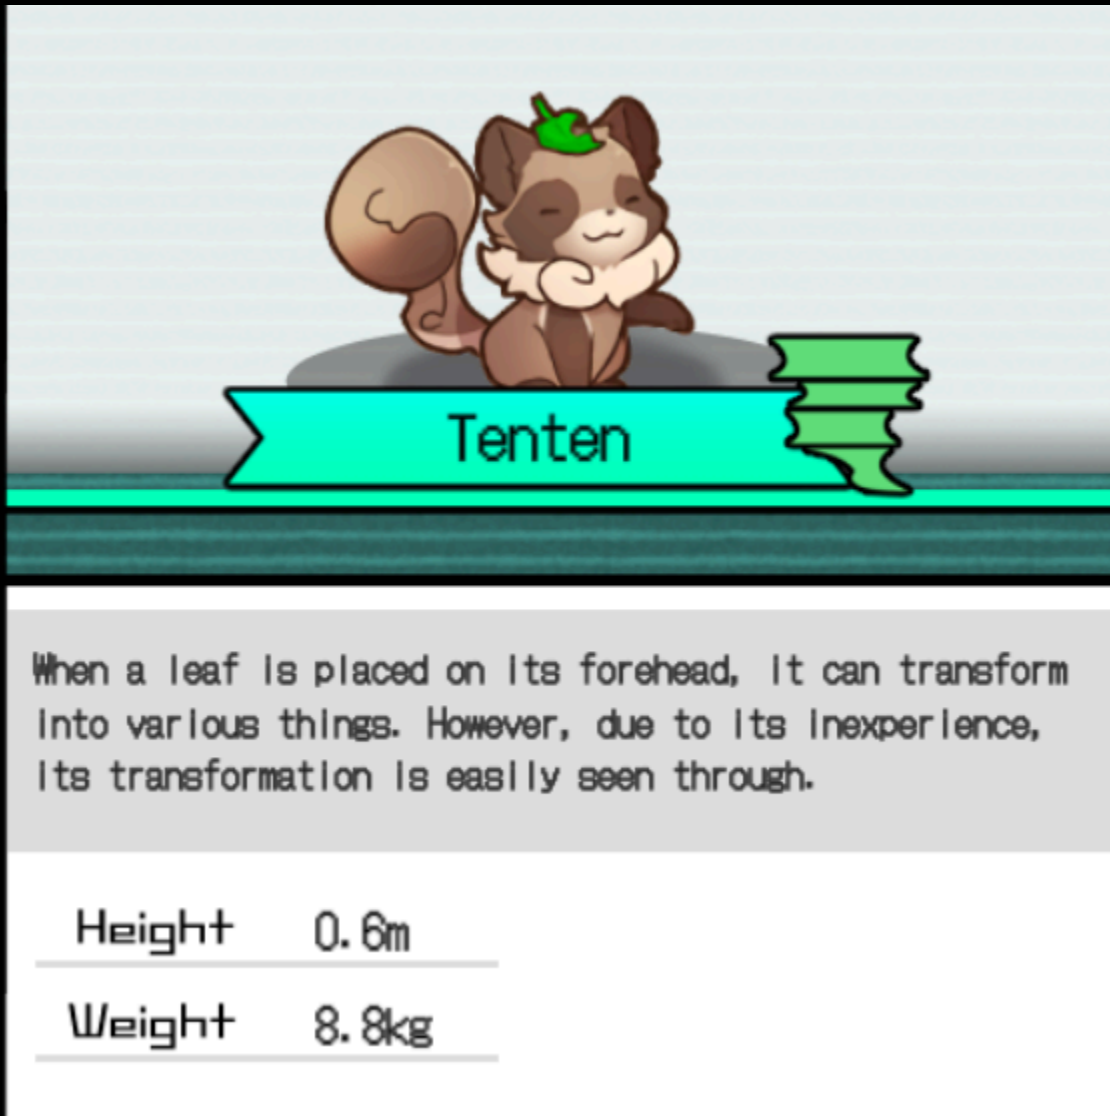 Tenten
When a leaf is placed on its forehead, it can transform
into various things. However, due to its inexperience,
its transformation is easily seen through.
Height 0.6m
Weight 8.8kg